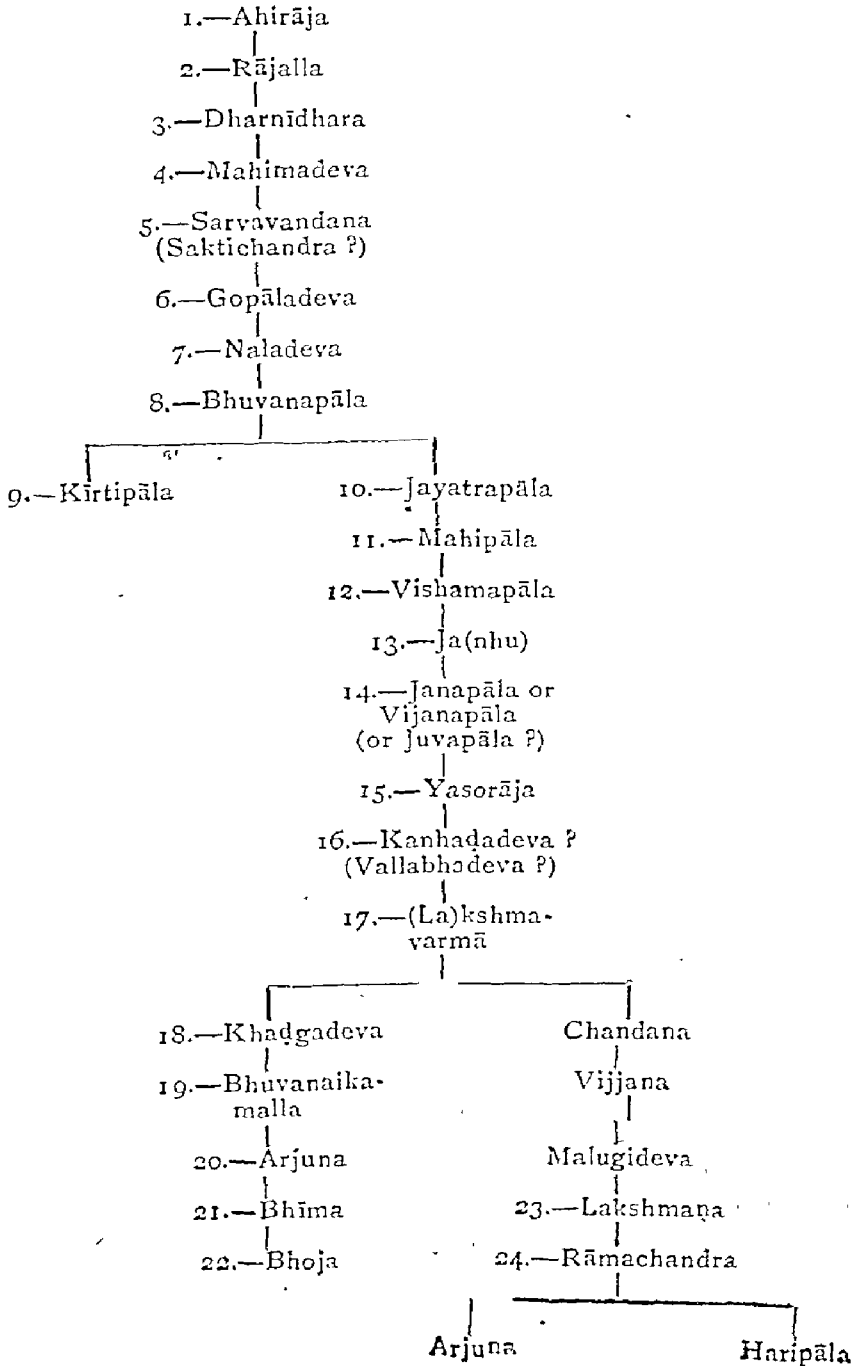 1.—Ahirāja
2.—Rājalla
3.—Dharnīdhara
4.—Mahimadeva
5.—Sarvavandana
(Saktichandra ?)
6.—Gopāladeva
7.—Naladeva
8.—Bhuvanapāla
9.—Kīrtipāla 10.—Jayatrapāla
11.—Mahipāla
12.—Vishamapāla
13.—Ja(nhu)
14.—Janapāla or
Vijanapāla
(or Juvapāla ?)
15.—Yasorāja
16.—Kanhaḍadeva ?
(Vallabhadeva ?)
17.—(La)kshma-
varmā
18.—Khaḍgadeva Chandana
19.—Bhuvanaika- Vijjana
malla
20.—Arjuna Malugideva
21.—Bhīma 23.—Lakshmaṇa
22.—Bhoja 24.—Rāmachandra
Arjuna Haripāla